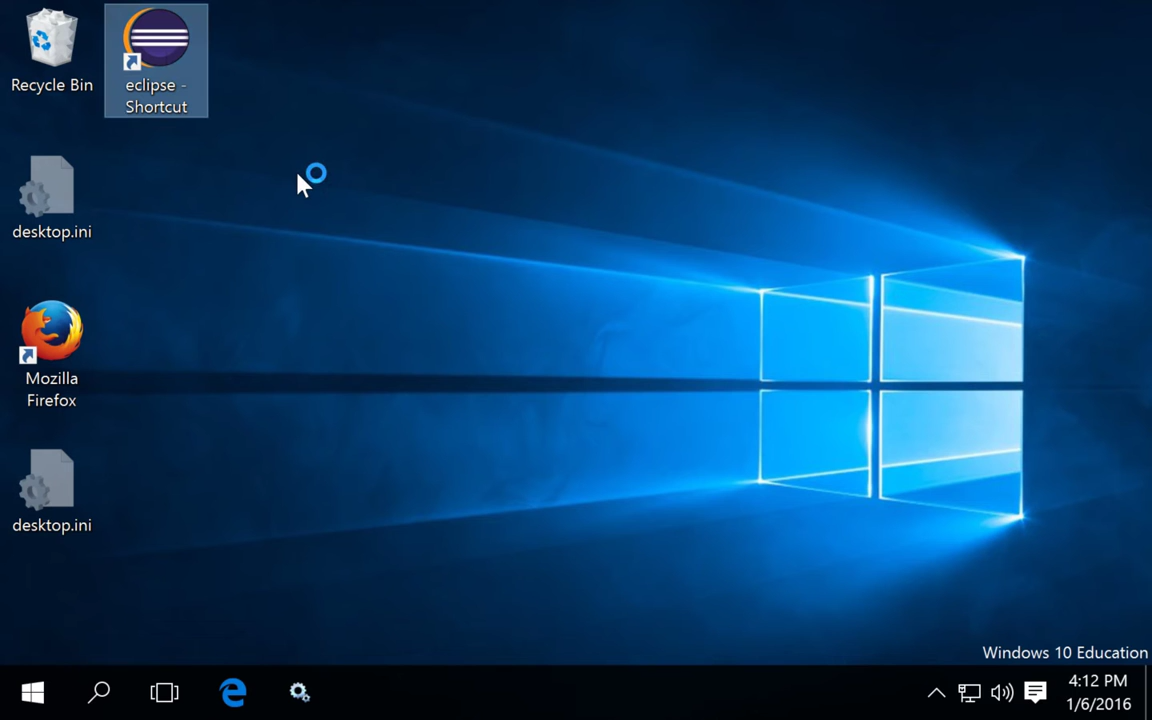 Recycle Bin
eclipse -
Shortcut
desktop.ini
Mozilla
Firefox
desktop.ini
Windows 10 Education
4:12 PM
1/6/2016